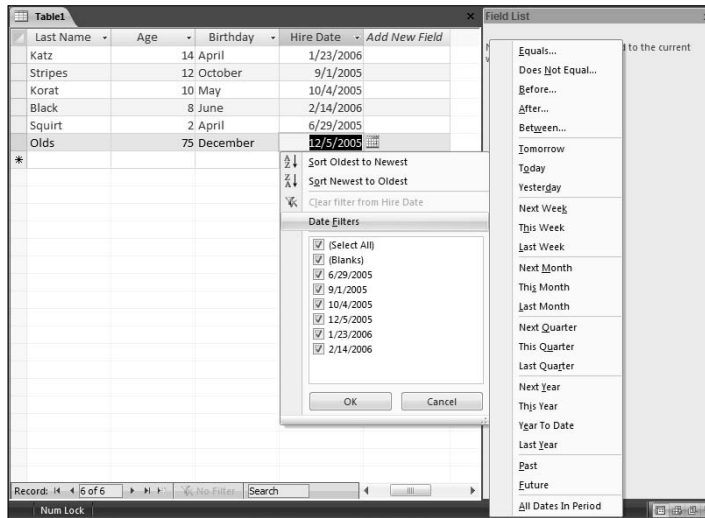 Table1
Field List
Last Name Age Birthday Hire Date Add New Field
Katz 14 April 1/23/2006
Stripes 12 October 9/1/2005
Korat 10 May 10/4/2005
Black 8 June 2/14/2006
Squirt 2 April 6/29/2005
Olds 75 December 12/5/2005
Sort Oldest to Newest
Sort Newest to Oldest
Clear filter from Hire Date
Date Filters
(Select All)
(Blanks)
6/29/2005
9/1/2005
10/4/2005
12/5/2005
1/23/2006
2/14/2006
OK Cancel
to the current
Equals...
Does Not Equal...
Before...
After...
Between...
Tomorrow
Today
Yesterday
Next Week
This Week
Last Week
Next Month
This Month
Last Month
Next Quarter
This Quarter
Last Quarter
Next Year
This Year
Year To Date
Last Year
Past
Future
All Dates In Period
Record: 6 of 6 No Filter Search
Num Lock